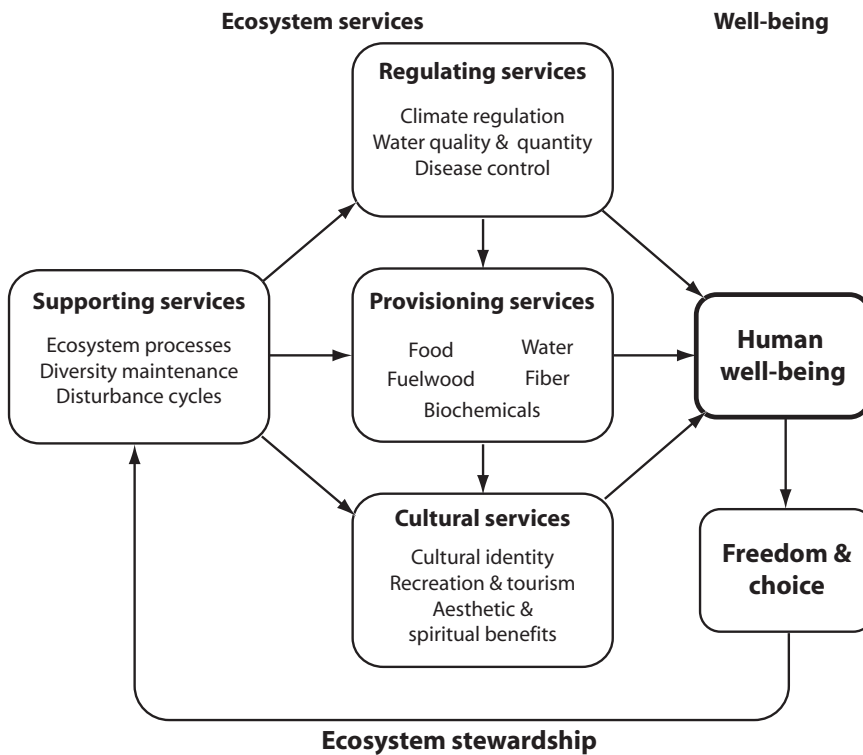 Ecosystem services
Well-being
Regulating services
Climate regulation
Water quality & quantity
Disease control
Supporting services
Ecosystem processes
Diversity maintenance
Disturbance cycles
Provisioning services
Food
Water
Fuelwood
Fiber
Biochemicals
Human
well-being
Cultural services
Cultural identity
Recreation & tourism
Aesthetic &
spiritual benefits
Freedom &
choice
Ecosystem stewardship